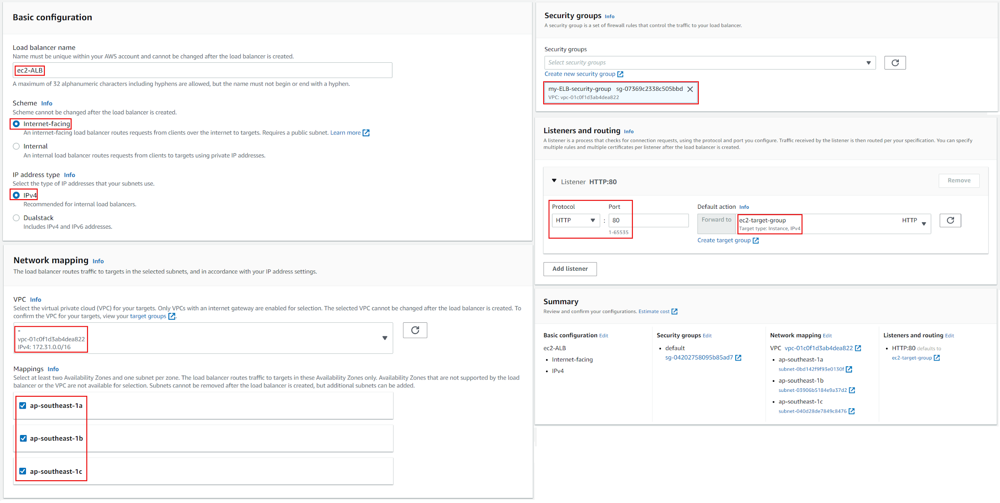 Basic configuration
Load balancer name
Name must be unique within your AWS account and cannot be changed after the load balancer is created.
ec2-ALB
A maximum of 32 alphanumeric characters including hyphens are allowed, but the name must not begin or end with a hyphen.
Scheme Info
Scheme cannot be changed after the load balancer is created.
Internet-facing
An internet-facing load balancer routes requests from clients over the internet to targets. Requires a public subnet. Learn more
Internal
An internal load balancer routes requests from clients to targets using private IP addresses.
IP address type Info
Select the type of IP addresses that your subnets use.
IPv4
Recommended for internal load balancers.
Dualstack
Includes IPv4 and IPv6 addresses.
Network mapping Info
The load balancer routes traffic to targets in the selected subnets, and in accordance with your IP address settings.
VPC Info
Select the virtual private cloud (VPC) for your targets. Only VPCs with an internet gateway are enabled for selection. The selected VPC cannot be changed after the load balancer is created. To
confirm the VPC for your targets, view your target groups.
-
vpc-01c0f1d3ab4dea822
IPv4: 172.31.0.0/16
Mappings Info
Select at least two Availability Zones and one subnet per zone. The load balancer routes traffic to targets in these Availability Zones only. Availability Zones that are not supported by the load
balancer or the VPC are not available for selection. Subnets cannot be removed after the load balancer is created, but additional subnets can be added.
ap-southeast-1a
ap-southeast-1b
ap-southeast-1c
Security groups Info
A security group is a set of firewall rules that control the traffic to your load balancer.
Security groups
Select security groups
Create new security group
my-ELB-security-group sg-07369c2338c505bbd
VPC: vpc-01c0f1d3ab4dea822
Listeners and routing Info
A listener is a process that checks for connection requests, using the protocol and port you configure. Traffic received by the listener is then routed per your specification. You can specify
multiple rules and multiple certificates per listener after the load balancer is created.
Listener HTTP:80
Remove
Protocol Port Default action Info
HTTP : 80 Forward to ec2-target-group HTTP
Target type: Instance, IPv4
1-65535
Create target group
Add listener
Summary
Review and confirm your configurations. Estimate cost
Basic configuration Edit
ec2-ALB
• Internet-facing
• IPv4
Security groups Edit
• default
sg-04202758095b85ad7
Network mapping Edit
VPC vpc-01c0f1d3ab4dea822
• ap-southeast-1a
subnet-0bd142f9f93e0130f
• ap-southeast-1b
subnet-03906b5184e9a37d2
• ap-southeast-1c
subnet-040d28de7849c8476
Listeners and routing Edit
• HTTP:80 defaults to
ec2-target-group